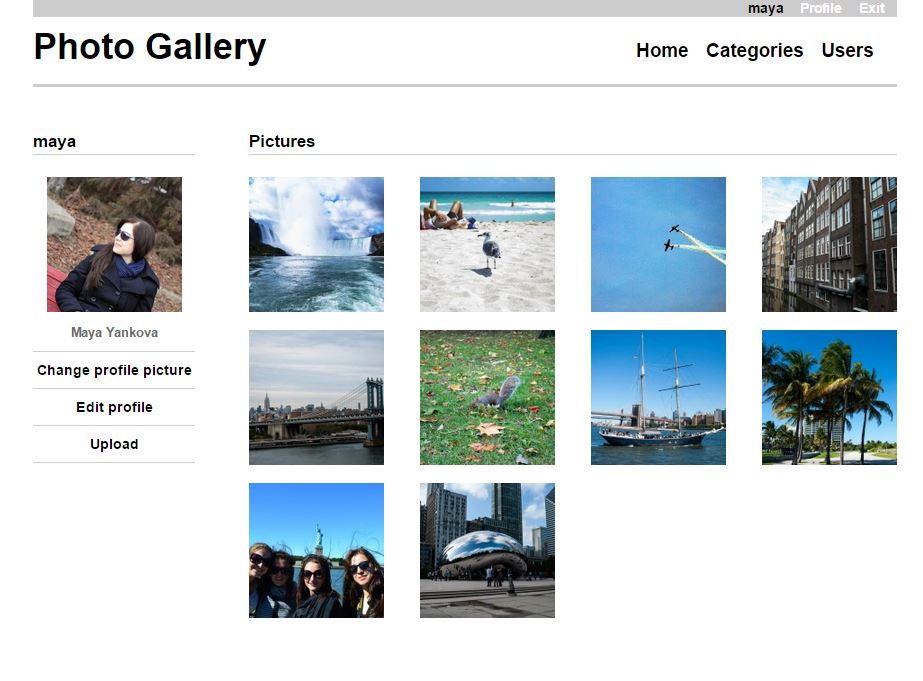 maya Profile Exit
Photo Gallery
Home Categories Users
maya
Pictures
Maya Yankova
Change profile picture
Edit profile
Upload